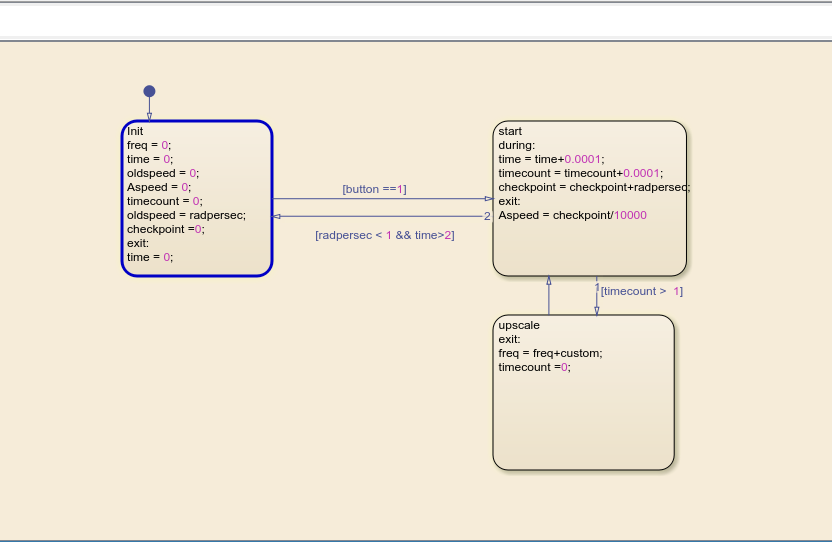 Init
freq = 0;
time = 0;
oldspeed = 0;
Aspeed = 0;
timecount = 0;
oldspeed = radpersec;
checkpoint =0;
exit:
time = 0;
[button ==1]
2
[radpersec < 1 && time>2]
start
during:
time = time+0.0001;
timecount = timecount+0.0001;
checkpoint = checkpoint+radpersec;
exit:
Aspeed = checkpoint/10000
1
[timecount > 1]
upscale
exit:
freq = freq+custom;
timecount =0;